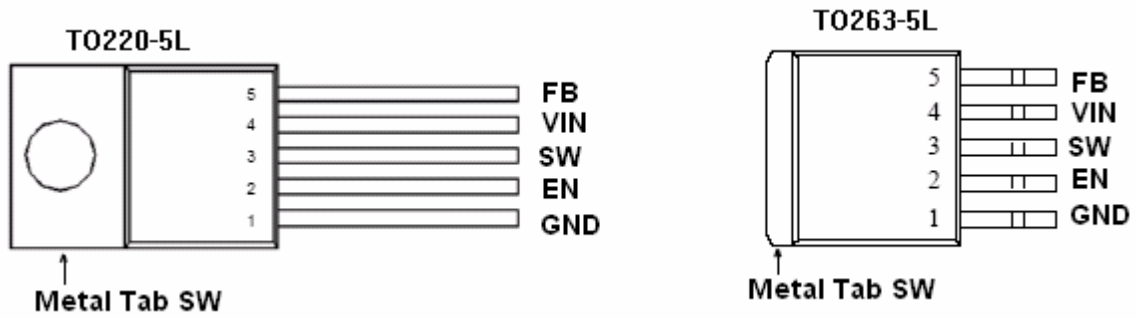 TO220-5L
5 FB
4 VIN
3 SW
2 EN
1 GND
Metal Tab SW
TO263-5L
5 FB
4 VIN
3 SW
2 EN
1 GND
Metal Tab SW